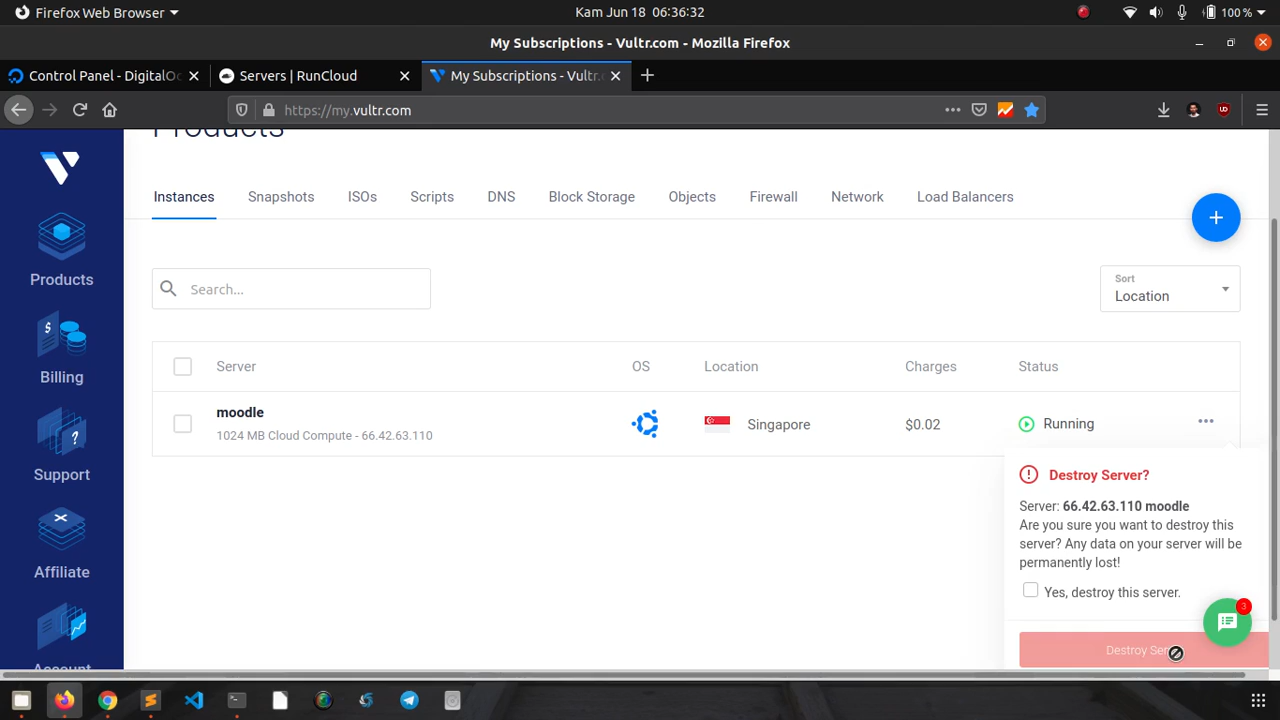 Firefox Web Browser
Kam Jun 18 06:36:32
100 %
My Subscriptions - Vultr.com - Mozilla Firefox
Control Panel - DigitalOc
Servers | RunCloud
My Subscriptions - Vultr.c
https://my.vultr.com
Products
Instances
Snapshots
ISOs
Scripts
DNS
Block Storage
Objects
Firewall
Network
Load Balancers
Products
Billing
Support
Affiliate
Account
Search...
Sort
Location
Server
OS
Location
Charges
Status
moodle
1024 MB Cloud Compute - 66.42.63.110
Singapore
$0.02
Running
Destroy Server?
Server: 66.42.63.110 moodle
Are you sure you want to destroy this
server? Any data on your server will be
permanently lost!
Yes, destroy this server.
3
Destroy Ser